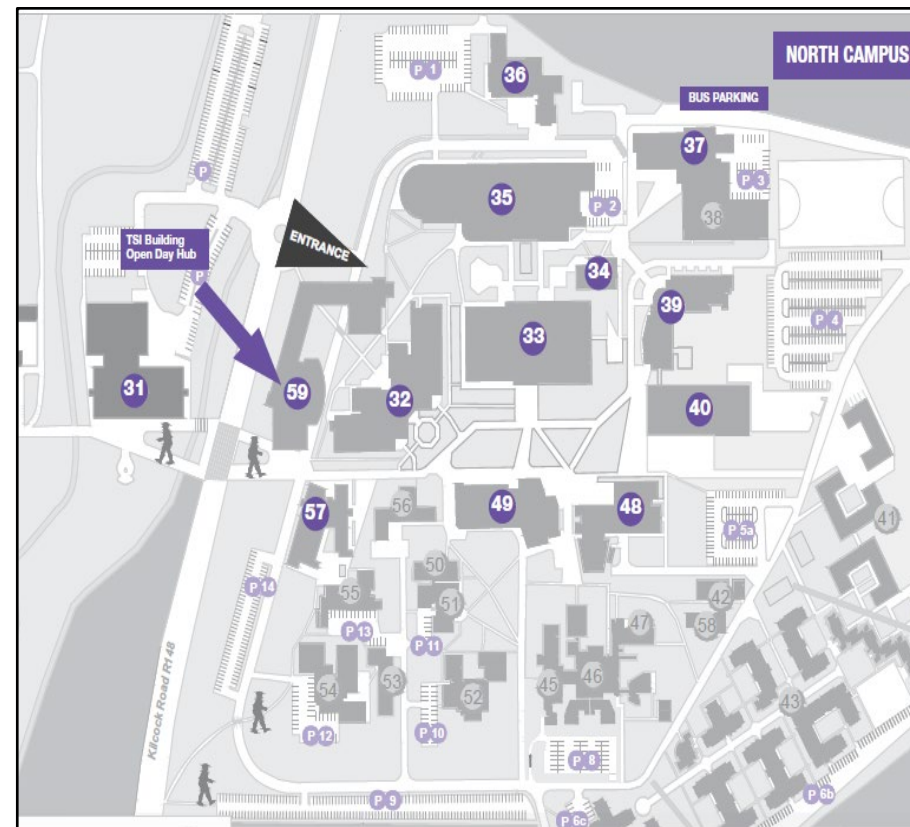 NORTH CAMPUS
P 1
36
BUS PARKING
37
P 3
P
35
P 2
38
TSI Building
Open Day Hub
ENTRANCE
P
34
39
33
P 4
31
59
32
40
57
56
49
48
P 5a
41
50
55
51
42
P 14
P 13
47
58
P 11
54
53
52
45
46
43
P 12
P 10
P 8
Kilcock Road R148
P 9
P 6c
P 6b